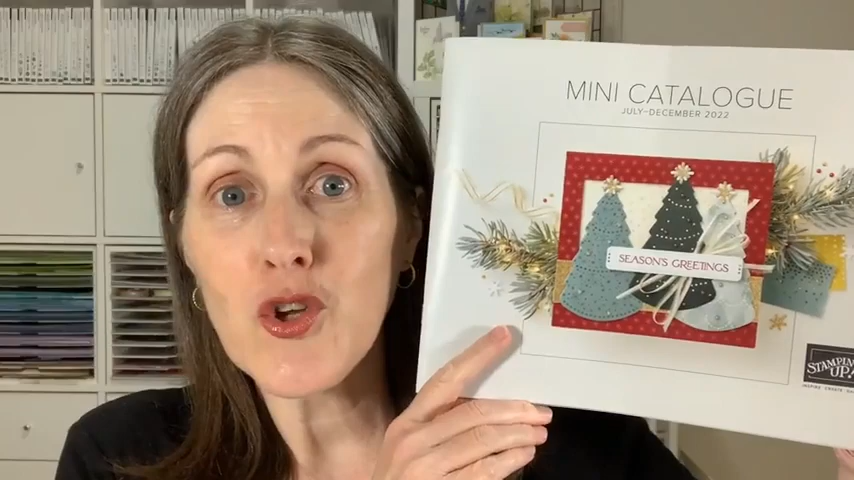 MINI CATALOGUE
JULY–DECEMBER 2022
SEASON'S GREETINGS
STAMPIN' UP!